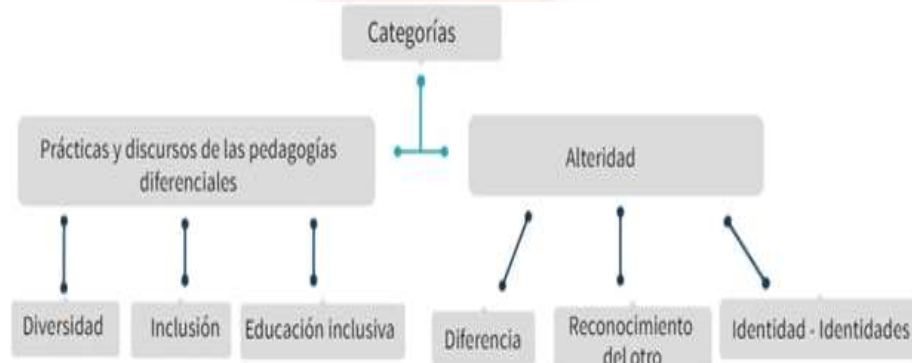 Categorías
Prácticas y discursos de las pedagogías
diferenciales
Alteridad
Diversidad
Inclusión
Educación inclusiva
Diferencia
Reconocimiento
del otro
Identidad - Identidades